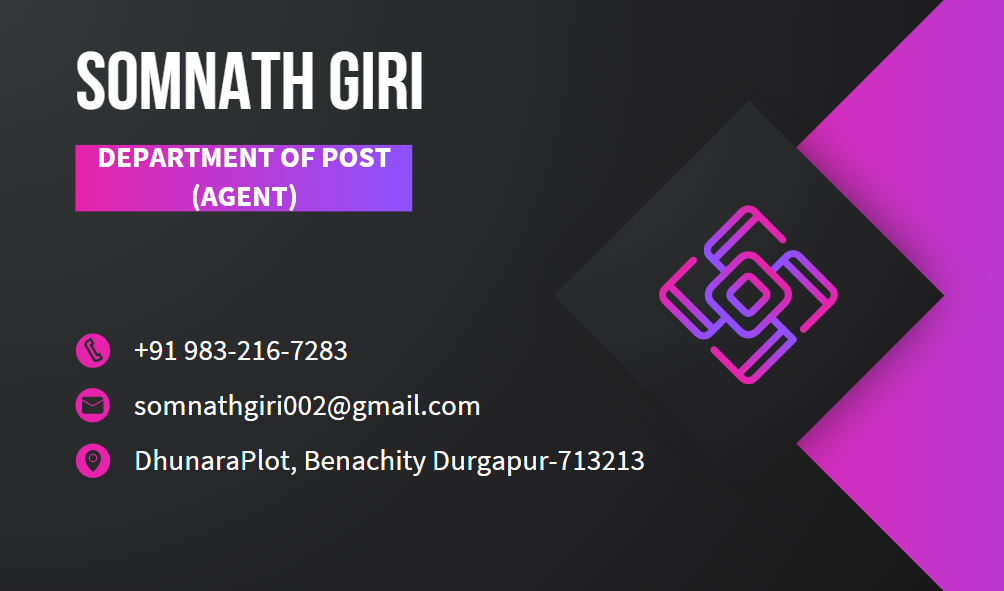 SOMNATH GIRI
DEPARTMENT OF POST
(AGENT)
+91 983-216-7283
somnathgiri002@gmail.com
DhunaraPlot, Benachity Durgapur-713213